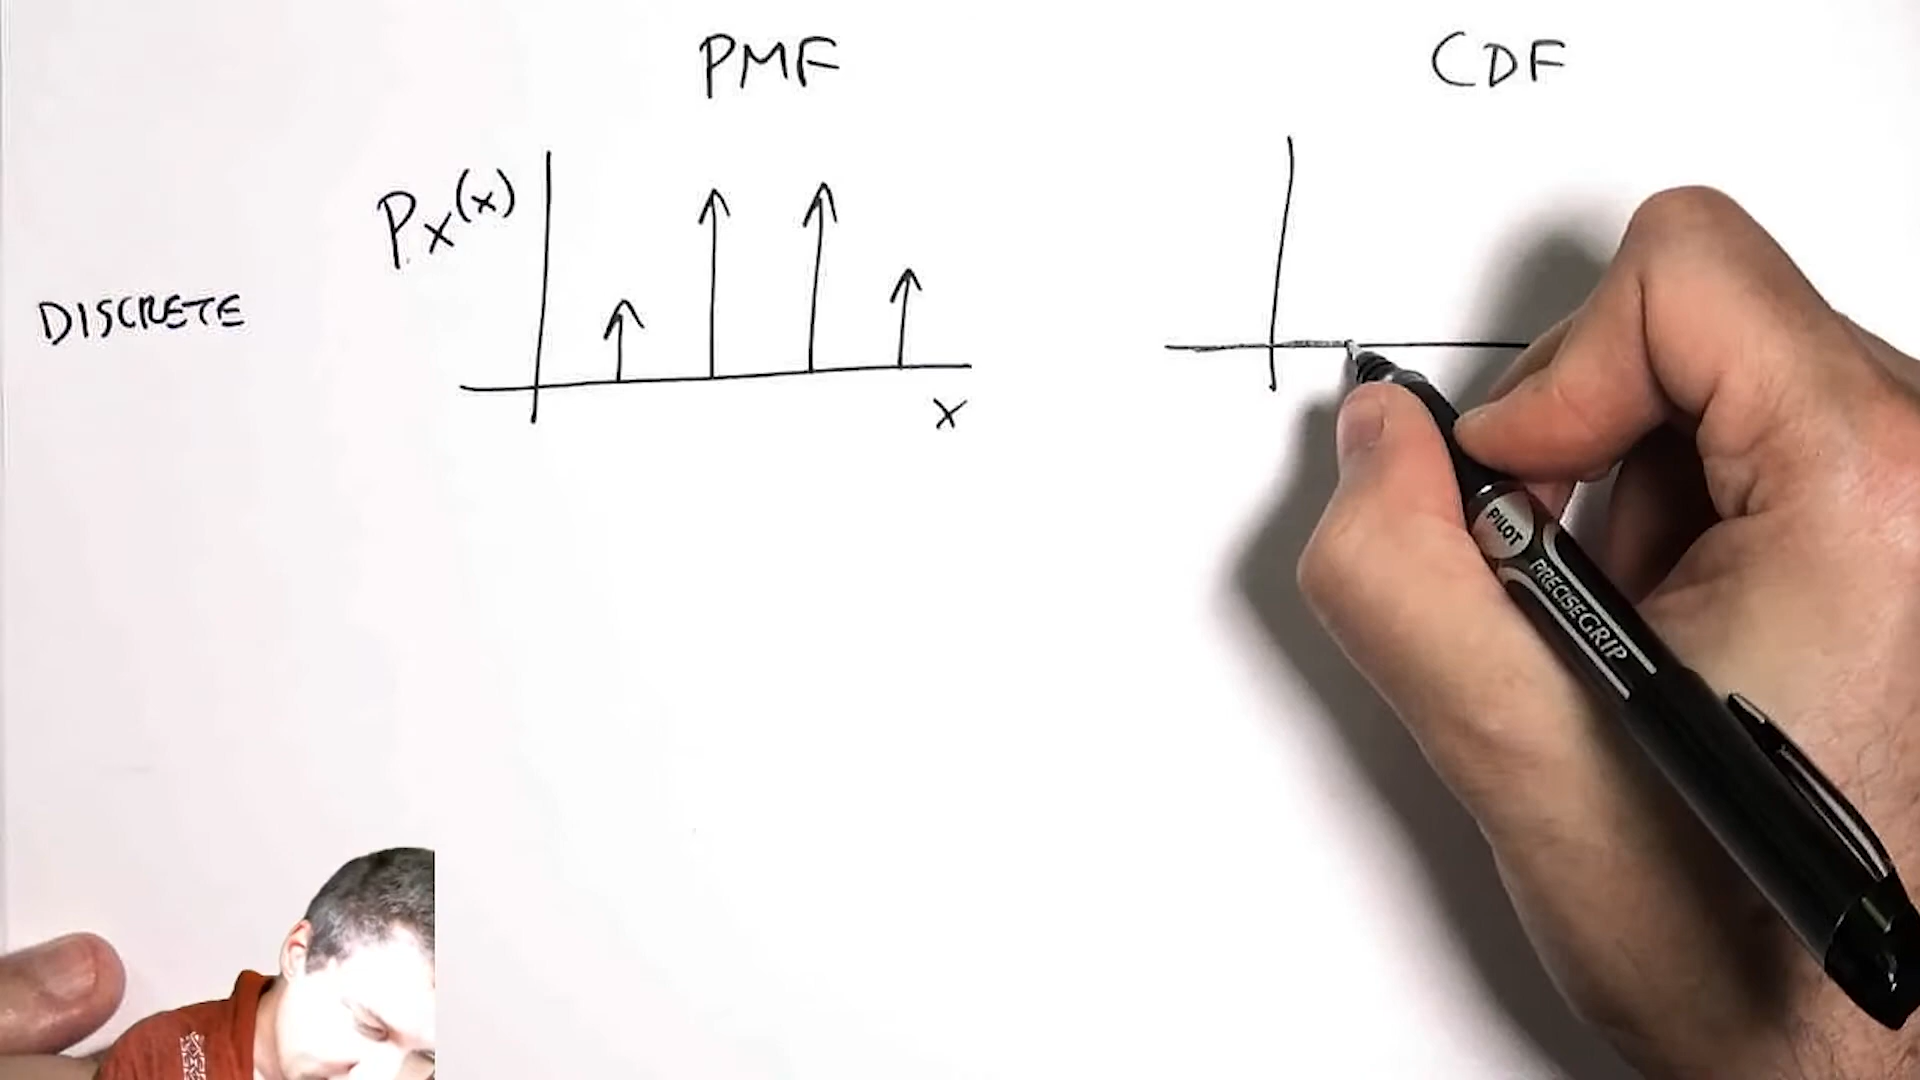 PMF
CDF
Px(x)
DISCRETE
x
PILOT
PRECISEGRIP